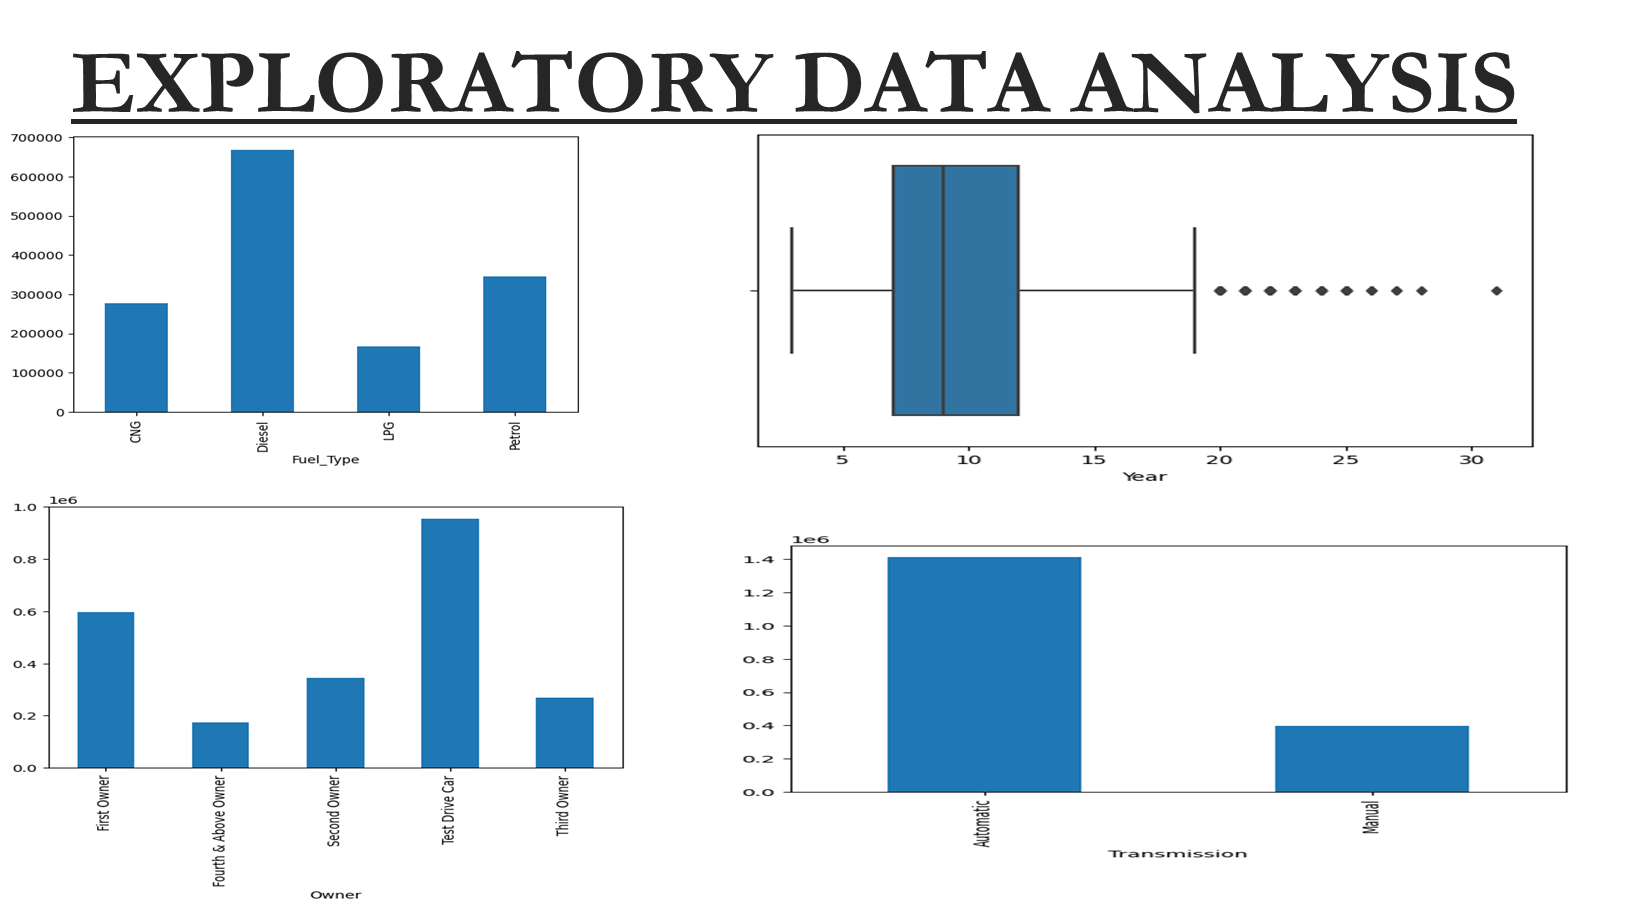 EXPLORATORY DATA ANALYSIS
700000
600000
500000
400000
300000
200000
100000
0
CNG
Diesel
LPG
Petrol
Fuel_Type
5 10 15 20 25 30
Year
1e6
1.0
0.8
0.6
0.4
0.2
0.0
First Owner
Fourth & Above Owner
Second Owner
Test Drive Car
Third Owner
Owner
1e6
1.4
1.2
1.0
0.8
0.6
0.4
0.2
0.0
Automatic
Manual
Transmission